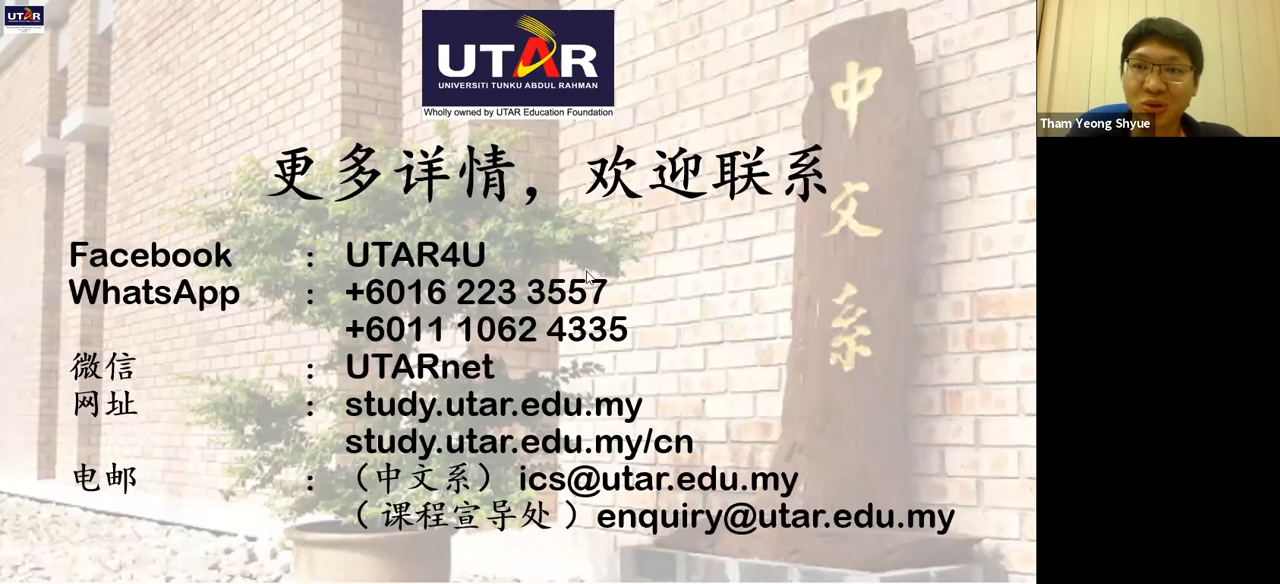 UTAR
UTAR
UNIVERSITI TUNKU ABDUL RAHMAN
Wholly owned by UTAR Education Foundation
Tham Yeong Shyue
更多详情，欢迎联系
中
文
系
Facebook : UTAR4U
WhatsApp : +6016 223 3557
+6011 1062 4335
微信 : UTARnet
网址 : study.utar.edu.my
study.utar.edu.my/cn
电邮 : （中文系） ics@utar.edu.my
（ 课程宣导处 ）enquiry@utar.edu.my